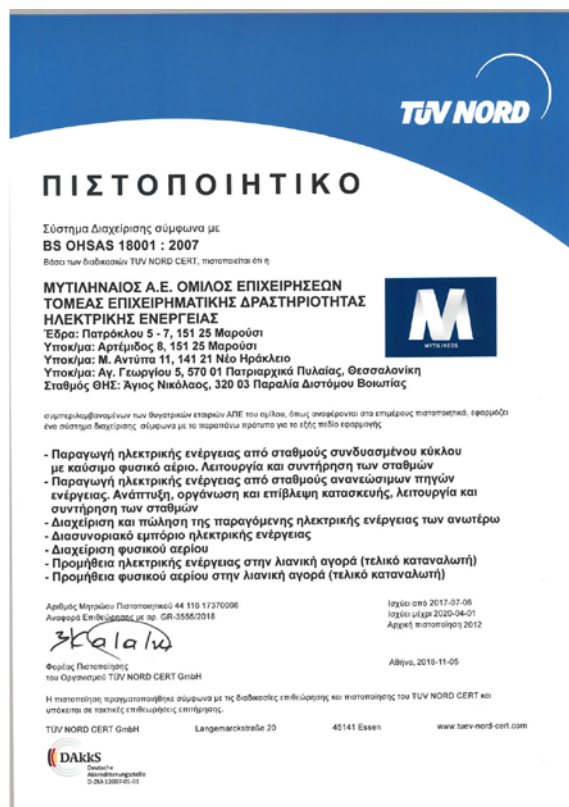 TÜV NORD
ΠΙΣΤΟΠΟΙΗΤΙΚΟ
Σύστημα Διαχείρισης σύμφωνα με
BS OHSAS 18001 : 2007
Βάσει των διαδικασιών TÜV NORD CERT, πιστοποιείται ότι η
ΜΥΤΙΛΗΝΑΙΟΣ Α.Ε. ΟΜΙΛΟΣ ΕΠΙΧΕΙΡΗΣΕΩΝ
ΤΟΜΕΑΣ ΕΠΙΧΕΙΡΗΜΑΤΙΚΗΣ ΔΡΑΣΤΗΡΙΟΤΗΤΑΣ
ΗΛΕΚΤΡΙΚΗΣ ΕΝΕΡΓΕΙΑΣ
Έδρα: Πατρόκλου 5 - 7, 151 25 Μαρούσι
Υποκ/μα: Αρτέμιδος 8, 151 25 Μαρούσι
Υποκ/μα: Μ. Αντύπα 11, 141 21 Νέο Ηράκλειο
Υποκ/μα: Αγ. Γεωργίου 5, 570 01 Πατριαρχικά Πυλαίας, Θεσσαλονίκη
Σταθμός ΘΗΣ: Άγιος Νικόλαος, 320 03 Παραλία Διστόμου Βοιωτίας
M
MYTILINEOS
συμπεριλαμβανομένων των θυγατρικών εταιριών ΑΠΕ του ομίλου, όπως αναφέρονται στα επιμέρους πιστοποιητικά, εφαρμόζει
ένα σύστημα διαχείρισης σύμφωνα με το παραπάνω πρότυπο για το εξής πεδίο εφαρμογής
- Παραγωγή ηλεκτρικής ενέργειας από σταθμούς συνδυασμένου κύκλου
με καύσιμο φυσικό αέριο. Λειτουργία και συντήρηση των σταθμών
- Παραγωγή ηλεκτρικής ενέργειας από σταθμούς ανανεώσιμων πηγών
ενέργειας. Ανάπτυξη, οργάνωση και επίβλεψη κατασκευής, λειτουργία και
συντήρηση των σταθμών
- Διαχείριση και πώληση της παραγόμενης ηλεκτρικής ενέργειας των ανωτέρω
- Διασυνοριακό εμπόριο ηλεκτρικής ενέργειας
- Διαχείριση φυσικού αερίου
- Προμήθεια ηλεκτρικής ενέργειας στην λιανική αγορά (τελικό καταναλωτή)
- Προμήθεια φυσικού αερίου στην λιανική αγορά (τελικό καταναλωτή)
Αριθμός Μητρώου Πιστοποιητικού 44 116 17370066
Αναφορά Επιθεώρησης με αρ. GR-3555/2018
Ισχύει από 2017-07-06
Ισχύει μέχρι 2020-04-01
Αρχική πιστοποίηση 2012
Φορέας Πιστοποίησης
του Οργανισμού TÜV NORD CERT GmbH
Αθήνα, 2018-11-05
Η πιστοποίηση πραγματοποιήθηκε σύμφωνα με τις διαδικασίες επιθεώρησης και πιστοποίησης του TÜV NORD CERT και
υπόκειται σε τακτικές επιθεωρήσεις επιτήρησης.
TÜV NORD CERT GmbH Langemarckstraße 20 45141 Essen www.tuev-nord-cert.com
DAkkS
Deutsche
Akkreditierungsstelle
D-ZM-12007-01-01